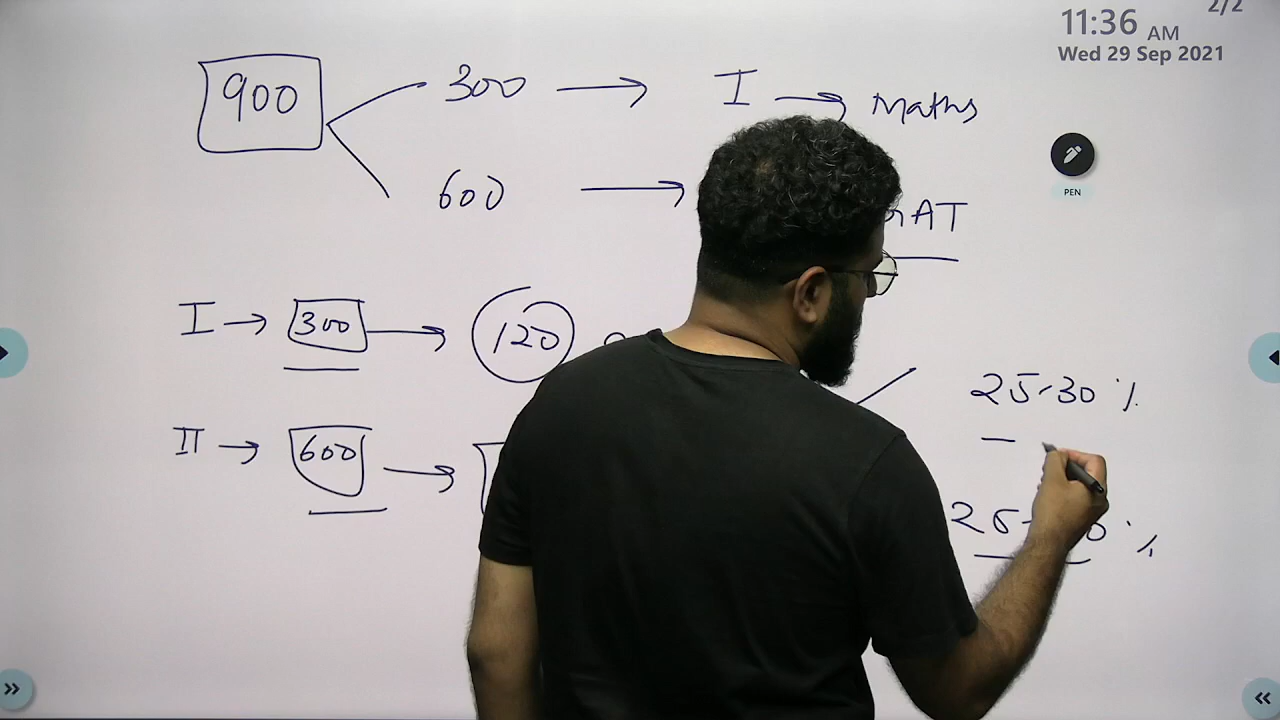 2/2
11:36 AM
Wed 29 Sep 2021
PEN
900
300 → I → Maths
600 → AT
I → 300 → 120
25-30 %
II → 600 →
25- 0 %